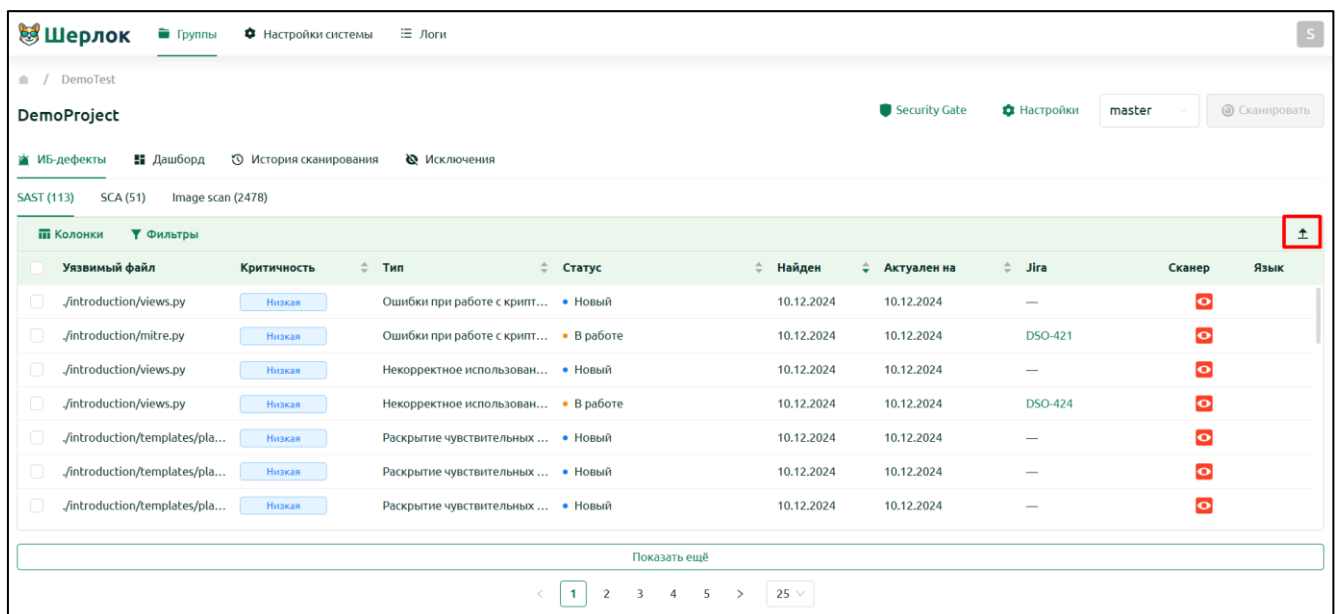 Шерлок Группы Настройки системы Логи S
/ DemoTest
DemoProject Security Gate Настройки master Сканировать
ИБ-дефекты Дашборд История сканирования Исключения
SAST (113) SCA (51) Image scan (2478)
Колонки Фильтры
Уязвимый файл Критичность Тип Статус Найден Актуален на Jira Сканер Язык
./introduction/views.py Низкая Ошибки при работе с крипт... Новый 10.12.2024 10.12.2024 —
./introduction/mitre.py Низкая Ошибки при работе с крипт... В работе 10.12.2024 10.12.2024 DSO-421
./introduction/views.py Низкая Некорректное использован... Новый 10.12.2024 10.12.2024 —
./introduction/views.py Низкая Некорректное использован... В работе 10.12.2024 10.12.2024 DSO-424
./introduction/templates/pla... Низкая Раскрытие чувствительных ... Новый 10.12.2024 10.12.2024 —
./introduction/templates/pla... Низкая Раскрытие чувствительных ... Новый 10.12.2024 10.12.2024 —
./introduction/templates/pla... Низкая Раскрытие чувствительных ... Новый 10.12.2024 10.12.2024 —
Показать ещё
< 1 2 3 4 5 > 25